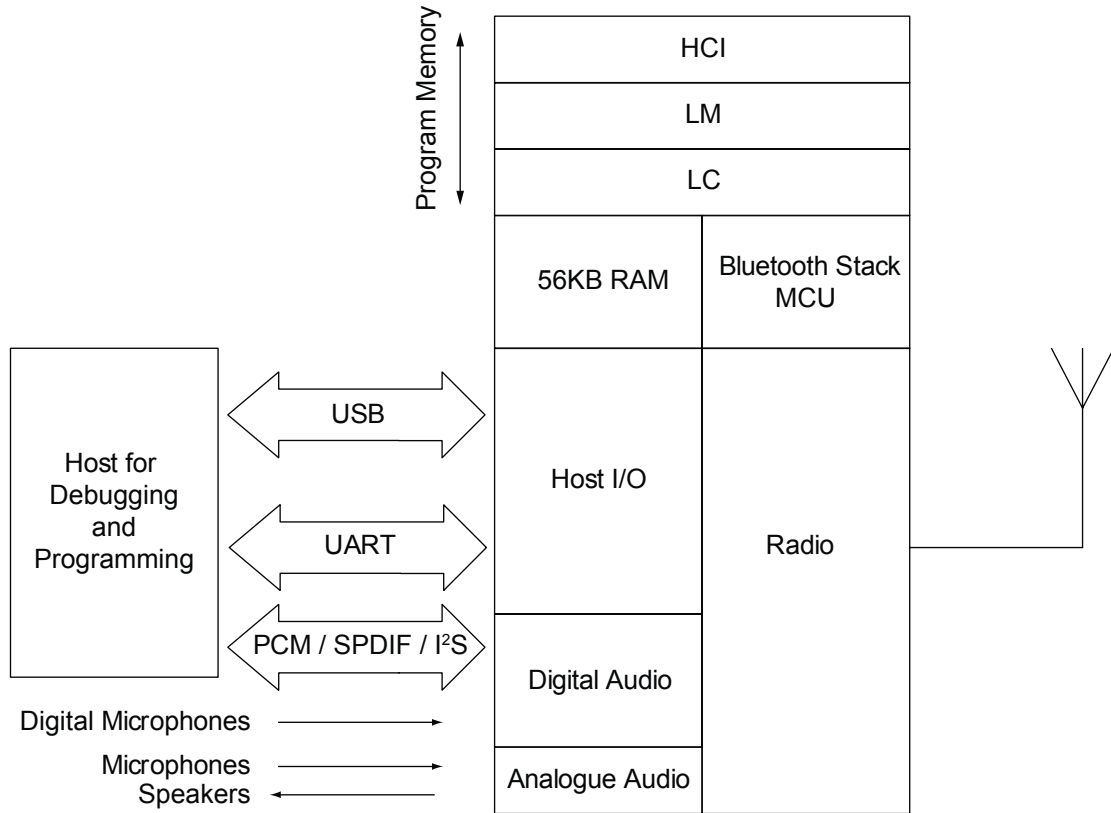 Program Memory
HCI
LM
LC
56KB RAM
Bluetooth Stack
MCU
Host for
Debugging
and
Programming
USB
UART
PCM / SPDIF / I²S
Host I/O
Radio
Digital Audio
Analogue Audio
Digital Microphones
Microphones
Speakers